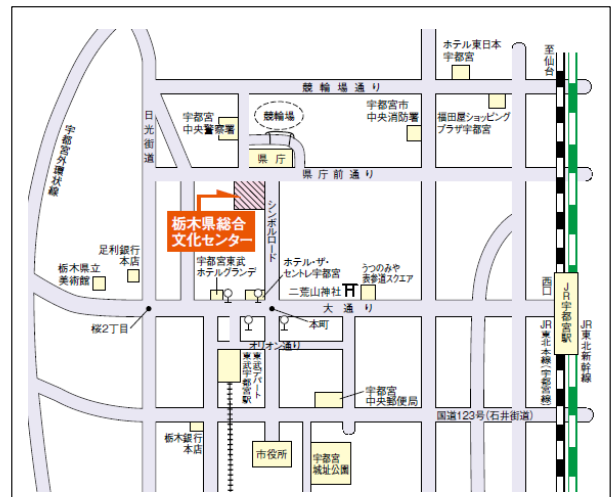 ホテル東日本
宇都宮
至仙台
競輪場通り
日光街道
宇都宮外環状線
宇都宮
中央警察署
競輪場
宇都宮市
中央消防署
福田屋ショッピング
プラザ宇都宮
県庁
県庁前通り
栃木県総合
文化センター
シンボルロード
足利銀行
本店
栃木県立
美術館
宇都宮東武
ホテルグランデ
ホテル・ザ・
セントレ宇都宮
うつのみや
表参道スクエア
二荒山神社
西口
JR宇都宮駅
大通り
桜2丁目
本町
オリオン通り
東武デパート
東武宇都宮駅
JR東北本線(宇都宮線)
JR東北新幹線
宇都宮
中央郵便局
国道123号(石井街道)
栃木銀行
本店
市役所
宇都宮
城址公園